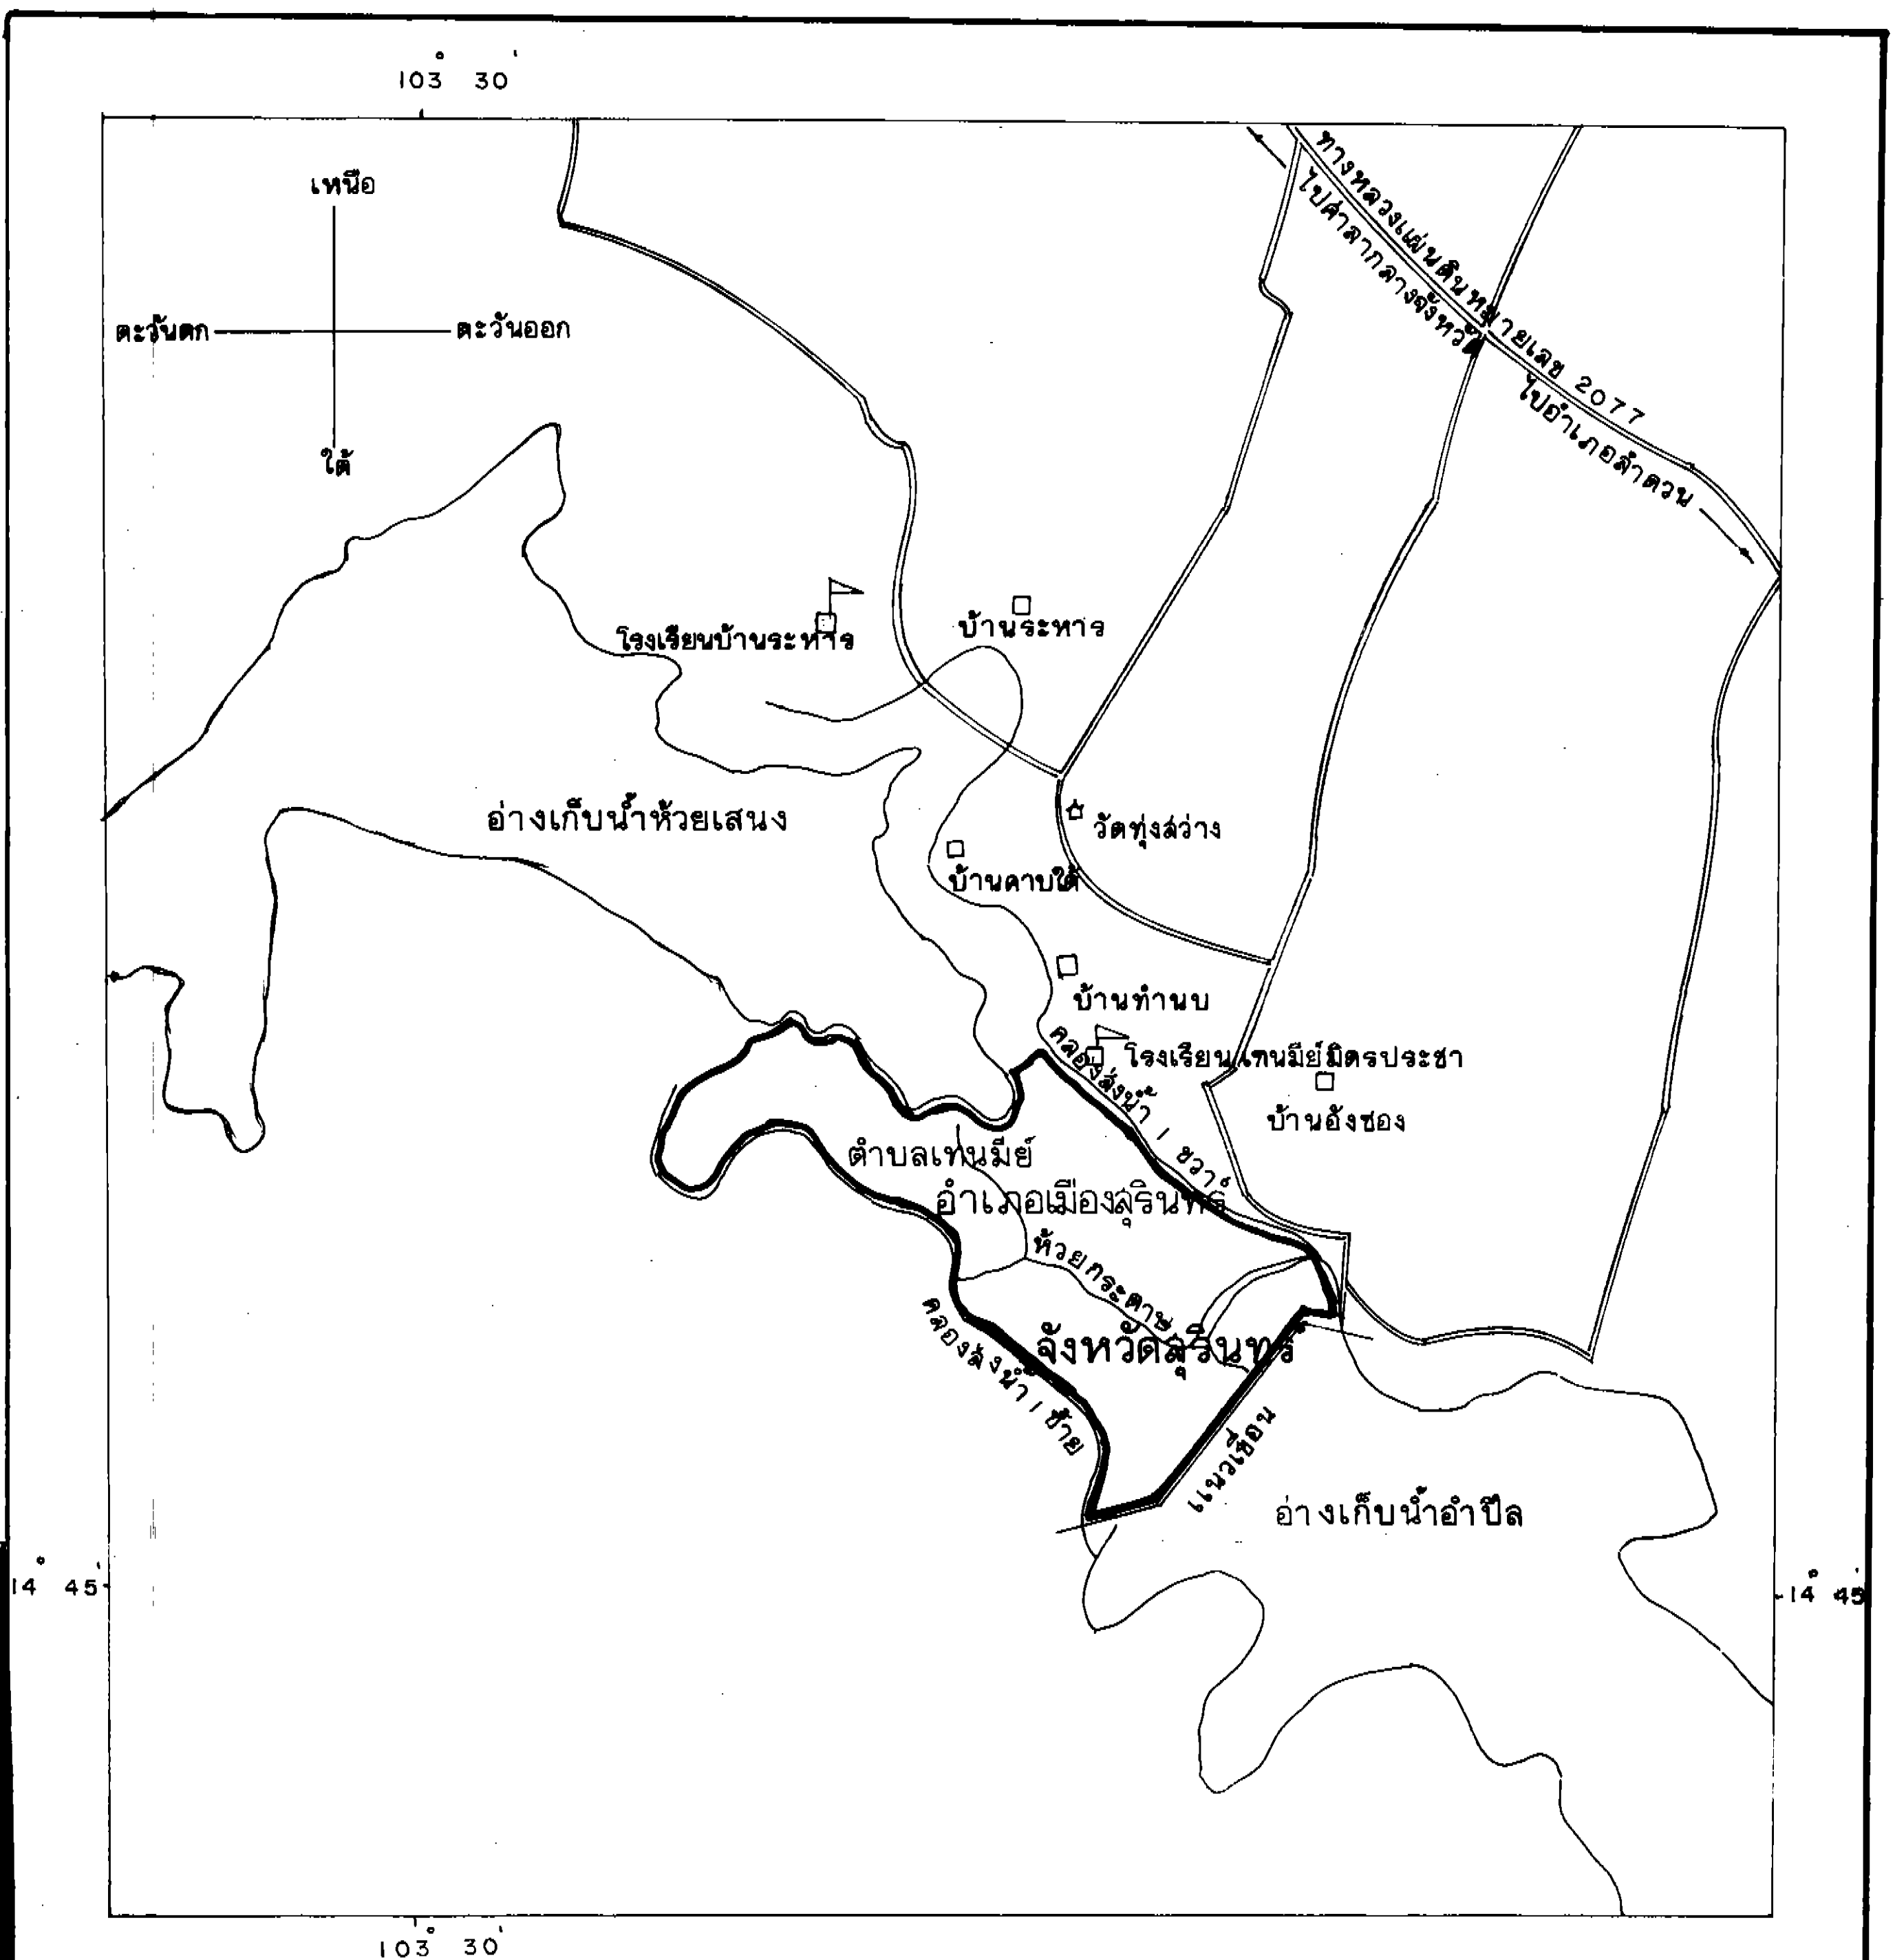 103° 30'
เหนือ
ตะวันตก
ตะวันออก
ใต้
ทางหลวงแผ่นดินหมายเลข 2077
ไปศาลากลางจังหวัด
ไปอำเภอลำดวน
โรงเรียนบ้านระหาร
บ้านระหาร
อ่างเก็บน้ำห้วยเสนง
วัดทุ่งสว่าง
บ้านคาบใต้
บ้านทำนบ
คลองส่งน้ำ 1 ขวา
โรงเรียนเทนมีย์มิตรประชา
บ้านอังซอง
ตำบลเทนมีย์
อำเภอเมืองสุรินทร์
ห้วยกระดาษ
จังหวัดสุรินทร์
คลองส่งน้ำ 1 ซ้าย
แนวเขื่อน
อ่างเก็บน้ำอำปึล
14° 45'
14° 45'
103° 30'